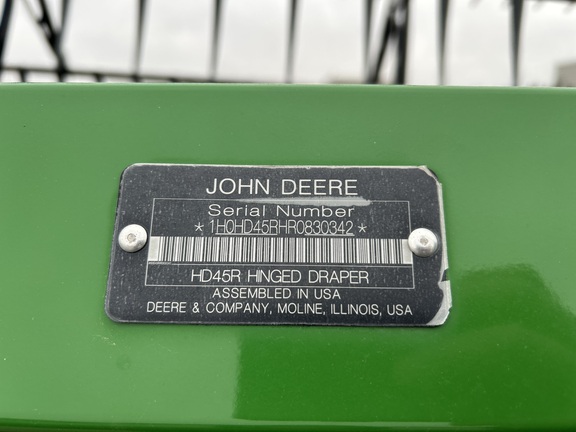 JOHN DEERE
Serial Number
*1H0HD45RHR0830342*
HD45R HINGED DRAPER
ASSEMBLED IN USA
DEERE & COMPANY, MOLINE, ILLINOIS, USA